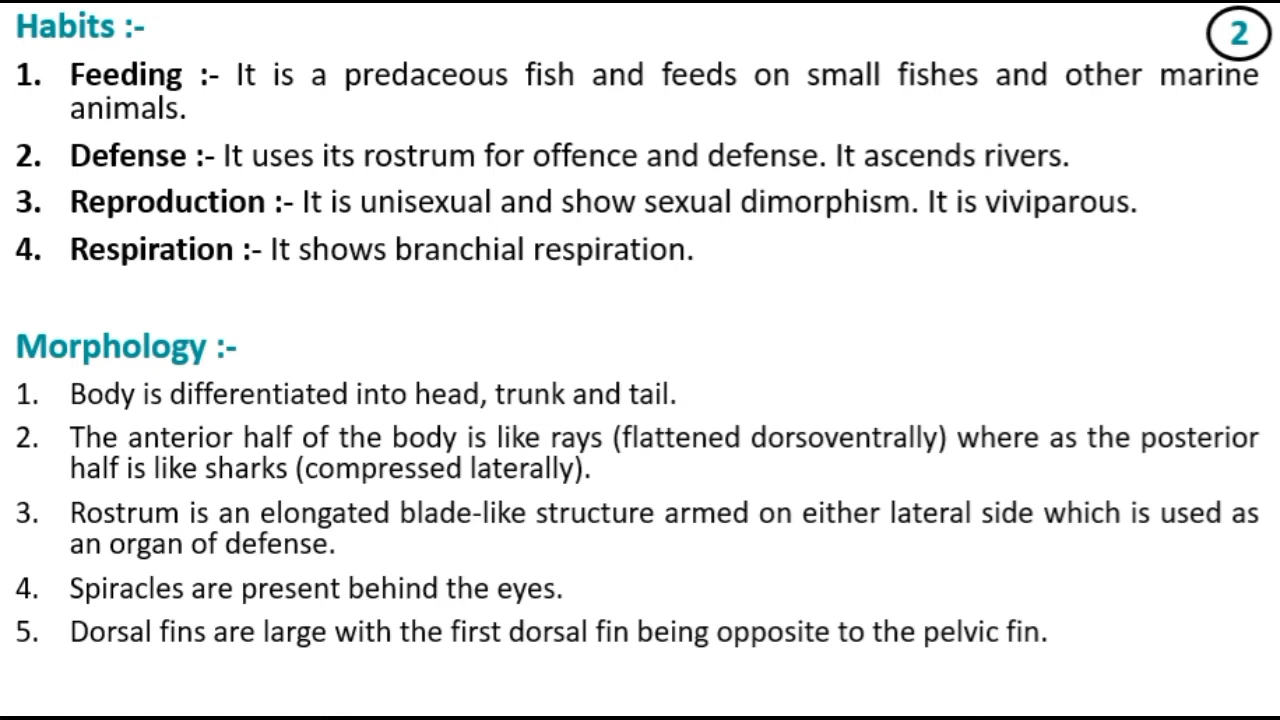 Habits :-
2
1. Feeding :- It is a predaceous fish and feeds on small fishes and other marine
animals.
2. Defense :- It uses its rostrum for offence and defense. It ascends rivers.
3. Reproduction :- It is unisexual and show sexual dimorphism. It is viviparous.
4. Respiration :- It shows branchial respiration.
Morphology :-
1. Body is differentiated into head, trunk and tail.
2. The anterior half of the body is like rays (flattened dorsoventrally) where as the posterior
half is like sharks (compressed laterally).
3. Rostrum is an elongated blade-like structure armed on either lateral side which is used as
an organ of defense.
4. Spiracles are present behind the eyes.
5. Dorsal fins are large with the first dorsal fin being opposite to the pelvic fin.